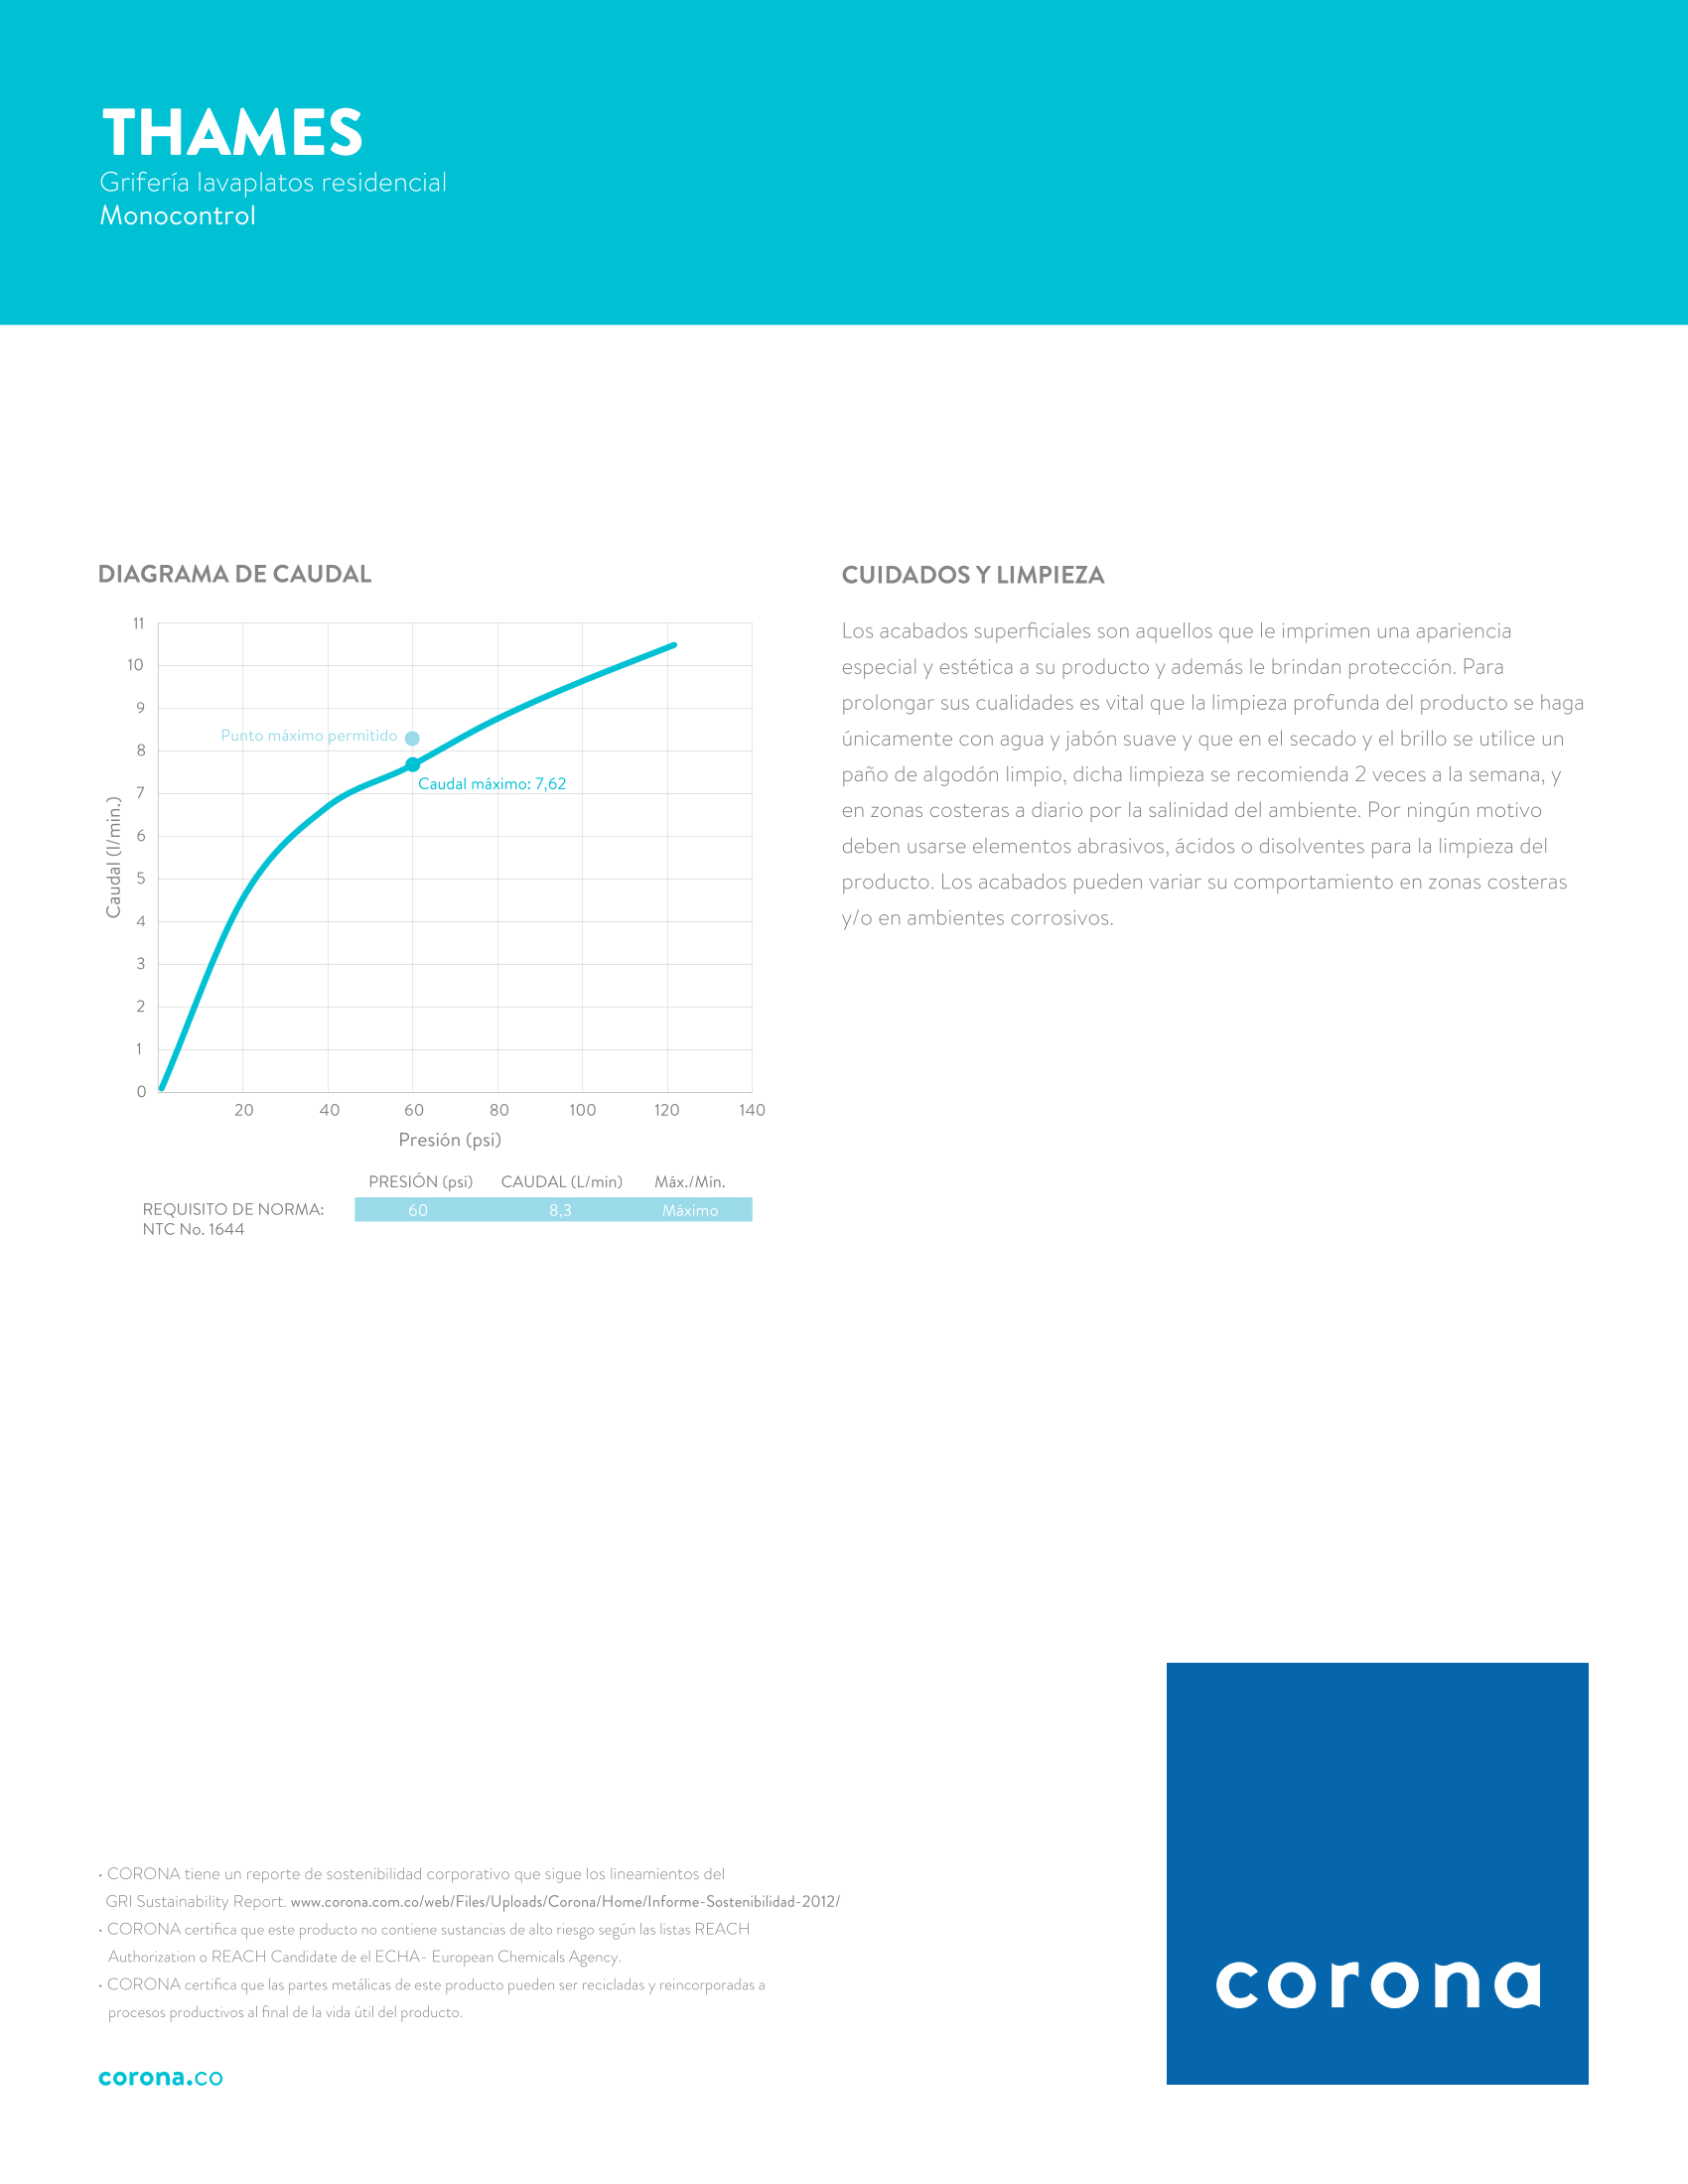 THAMES
Grifería lavaplatos residencial
Monocontrol
DIAGRAMA DE CAUDAL
11
10
9
8
7
6
5
4
3
2
1
0
Caudal (l/min.)
Punto máximo permitido
Caudal máximo: 7,62
20 40 60 80 100 120 140
Presión (psi)
PRESIÓN (psi) CAUDAL (L/min) Máx./Mín.
REQUISITO DE NORMA: 60 8,3 Máximo
NTC No. 1644
CUIDADOS Y LIMPIEZA
Los acabados superficiales son aquellos que le imprimen una apariencia
especial y estética a su producto y además le brindan protección. Para
prolongar sus cualidades es vital que la limpieza profunda del producto se haga
únicamente con agua y jabón suave y que en el secado y el brillo se utilice un
paño de algodón limpio, dicha limpieza se recomienda 2 veces a la semana, y
en zonas costeras a diario por la salinidad del ambiente. Por ningún motivo
deben usarse elementos abrasivos, ácidos o disolventes para la limpieza del
producto. Los acabados pueden variar su comportamiento en zonas costeras
y/o en ambientes corrosivos.
• CORONA tiene un reporte de sostenibilidad corporativo que sigue los lineamientos del
GRI Sustainability Report. www.corona.com.co/web/Files/Uploads/Corona/Home/Informe-Sostenibilidad-2012/
• CORONA certifica que este producto no contiene sustancias de alto riesgo según las listas REACH
Authorization o REACH Candidate de el ECHA- European Chemicals Agency.
• CORONA certifica que las partes metálicas de este producto pueden ser recicladas y reincorporadas a
procesos productivos al final de la vida útil del producto.
corona.co
corona